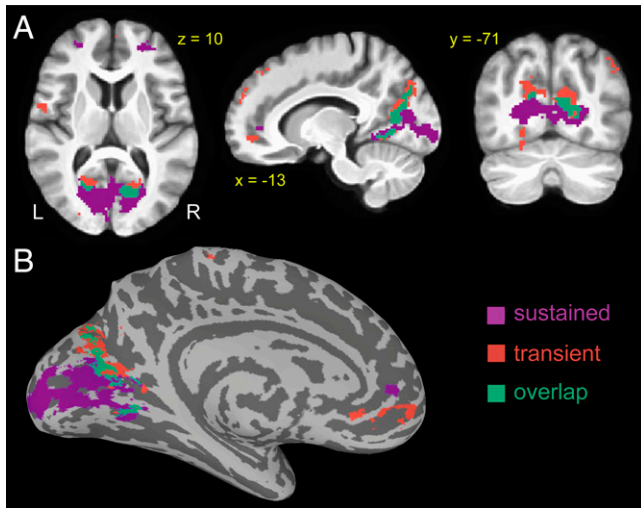 A
z = 10
y = -71
x = -13
L
R
B
sustained
transient
overlap